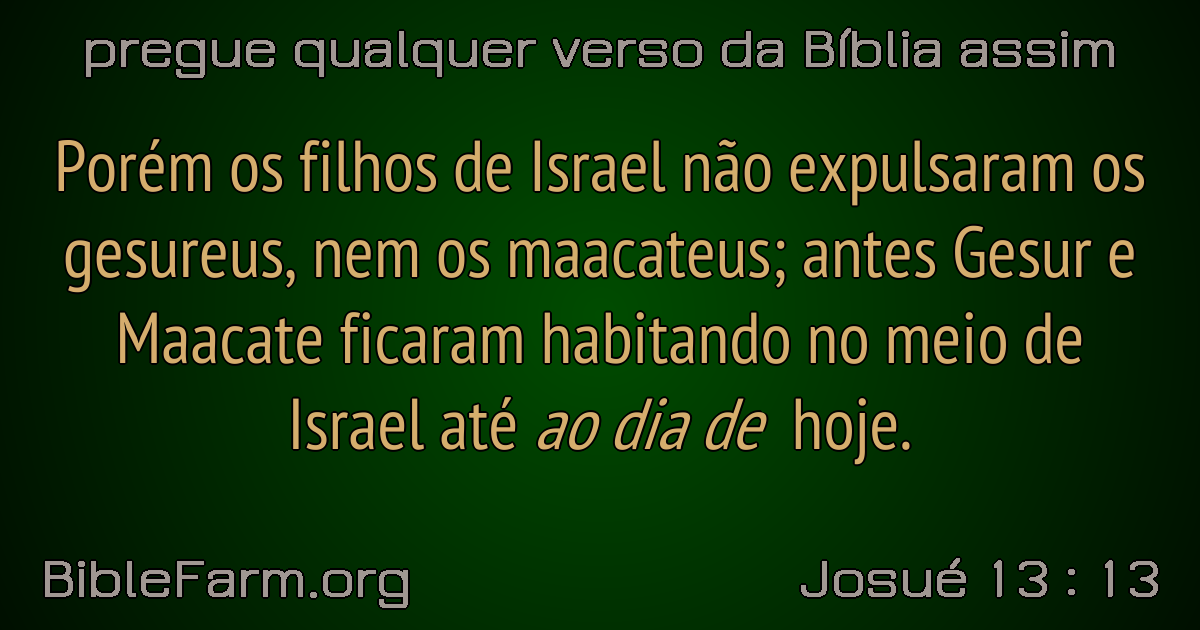 pregue qualquer verso da Bíblia assim
Porém os filhos de Israel não expulsaram os
gesureus, nem os maacateus; antes Gesur e
Maacate ficaram habitando no meio de
Israel até ao dia de hoje.
BibleFarm.org
Josué 13 : 13